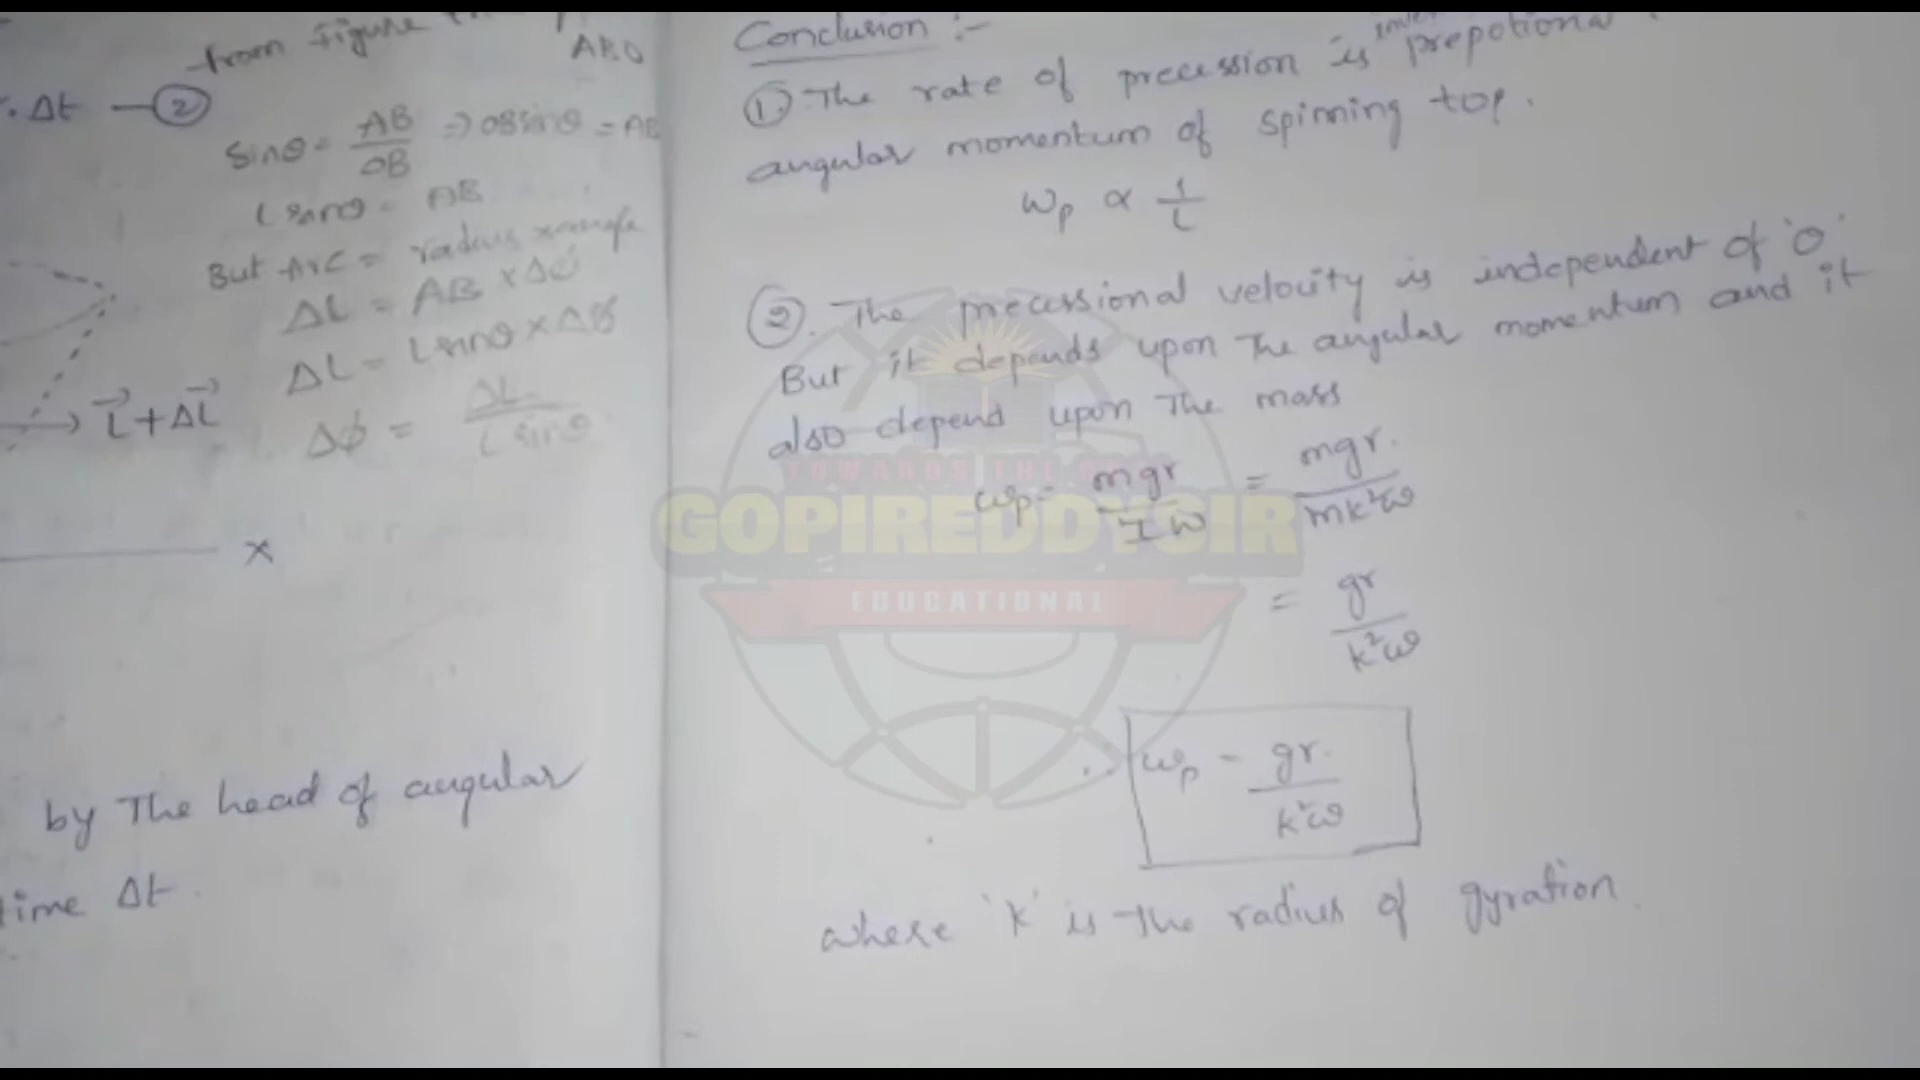 from figure
ABO
. Δt — ②
Sinθ = AB/OB ⇒ OBsinθ = AB
L sinθ = AB
But Arc = radius x angle
ΔL = AB × Δϕ
ΔL = Lsinθ × Δϕ
Δϕ = ΔL/L sinθ
L⃗ + ΔL⃗
x
by The head of angular
time Δt.
Conclusion :-
① The rate of precession is prepotional
angular momentum of spinning top.
ωp ∝ 1/L
②. The precessional velocity is independent of 'θ'
But it depends upon The angular momentum and it
also depend upon The mass
ωp = mgr/Iω = mgr./mk²ω
= gr/k²ω
∴ ωp = gr./k²ω
where 'k' is The radius of gyration.
TOWARDS THE
GOPIREDDYSIR
EDUCATIONAL